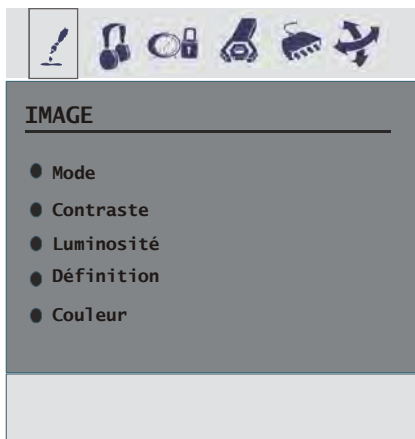 IMAGE
Mode
Contraste
Luminosité
Définition
Couleur